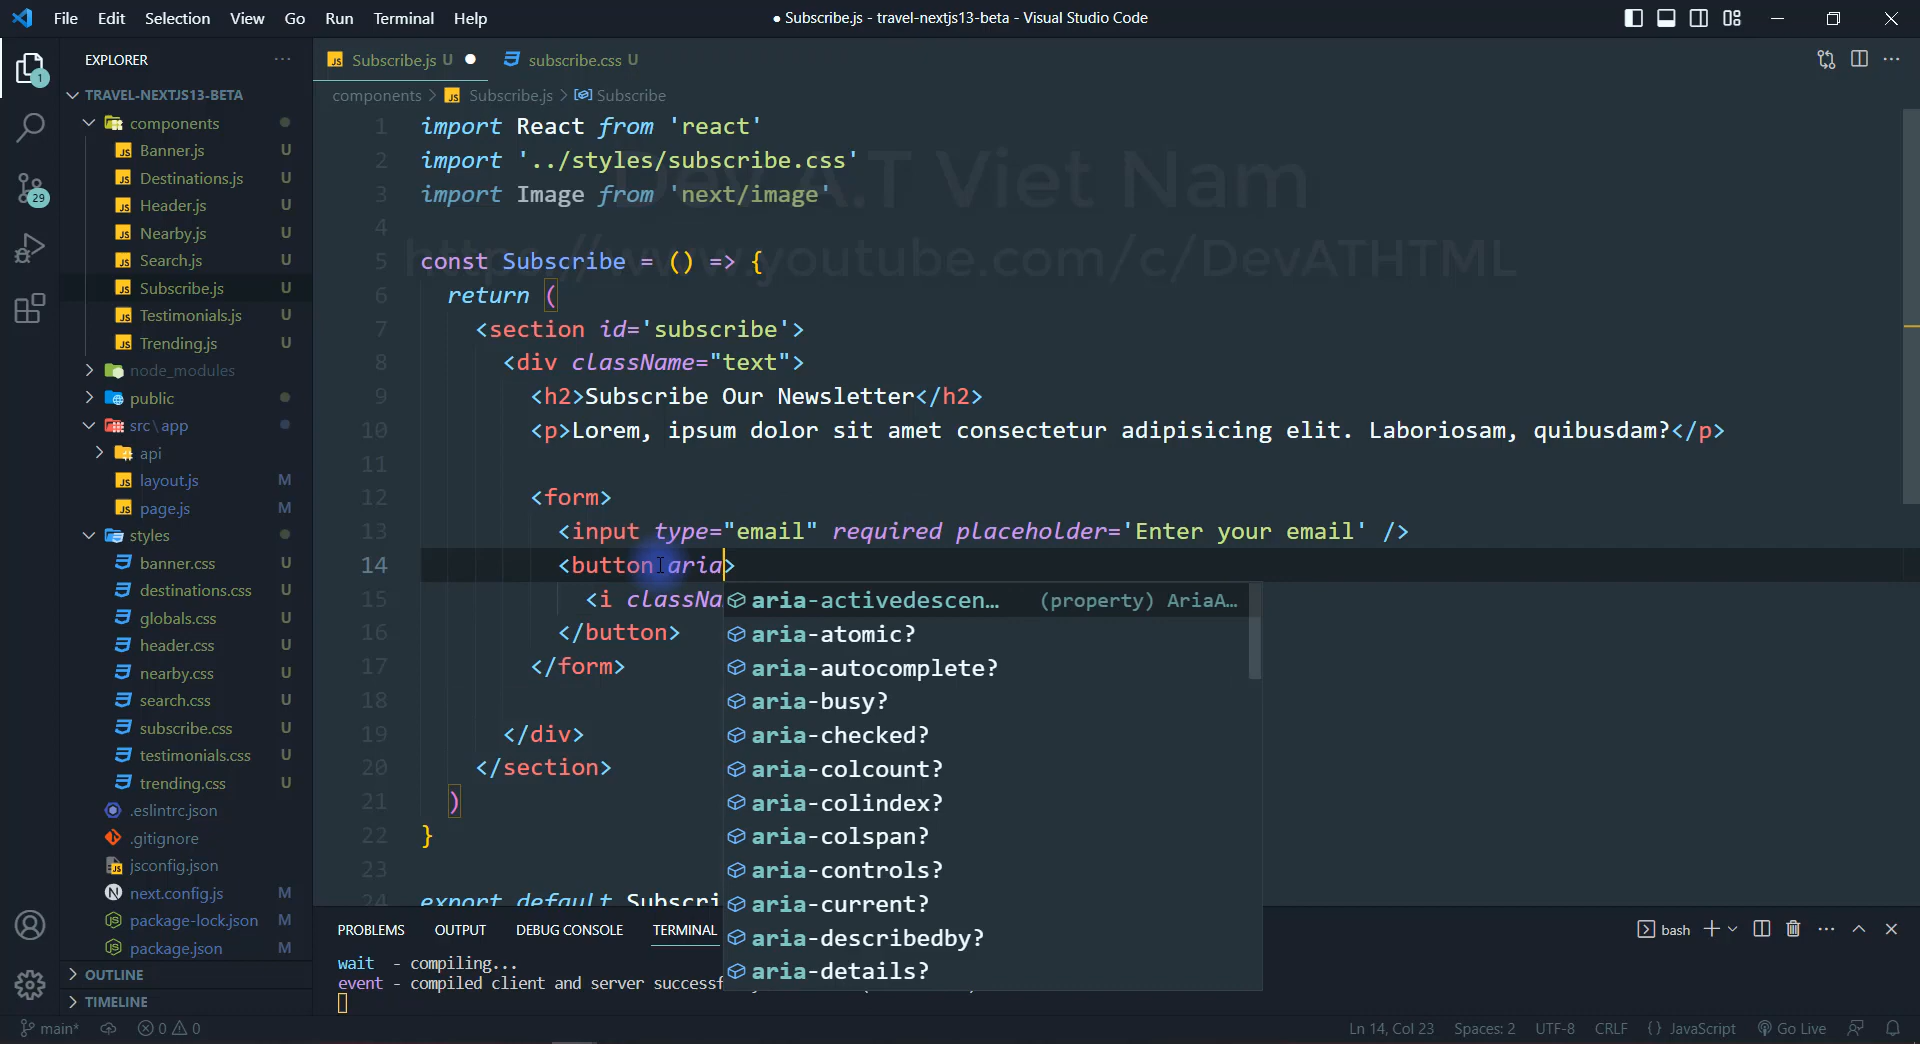 File Edit Selection View Go Run Terminal Help
● Subscribe.js - travel-nextjs13-beta - Visual Studio Code
EXPLORER
TRAVEL-NEXTJS13-BETA
components
Banner.js U
Destinations.js U
Header.js U
Nearby.js U
Search.js U
Subscribe.js U
Testimonials.js U
Trending.js U
node_modules
public
src\app
api
layout.js M
page.js M
styles
banner.css U
destinations.css U
globals.css U
header.css U
nearby.css U
search.css U
subscribe.css U
testimonials.css U
trending.css U
.eslintrc.json
.gitignore
jsconfig.json
next.config.js M
package-lock.json M
package.json M
OUTLINE
TIMELINE
1
29
Subscribe.js U
subscribe.css U
components > Subscribe.js > Subscribe
Dev A.T Viet Nam
https://www.youtube.com/c/DevATHTML
1 import React from 'react'
2 import '../styles/subscribe.css'
3 import Image from 'next/image'
4
5 const Subscribe = () => {
6 return (
7 <section id='subscribe'>
8 <div className="text">
9 <h2>Subscribe Our Newsletter</h2>
10 <p>Lorem, ipsum dolor sit amet consectetur adipisicing elit. Laboriosam, quibusdam?</p>
11
12 <form>
13 <input type="email" required placeholder='Enter your email' />
14 <button aria>
15 <i classNa
16 </button>
17 </form>
18
19 </div>
20 </section>
21 )
22 }
23
24 export default Subscri
aria-activedescen… (property) AriaA…
aria-atomic?
aria-autocomplete?
aria-busy?
aria-checked?
aria-colcount?
aria-colindex?
aria-colspan?
aria-controls?
aria-current?
aria-describedby?
aria-details?
PROBLEMS OUTPUT DEBUG CONSOLE TERMINAL
bash
wait - compiling...
event - compiled client and server successf
main* 0 0
Ln 14, Col 23 Spaces: 2 UTF-8 CRLF {} JavaScript Go Live